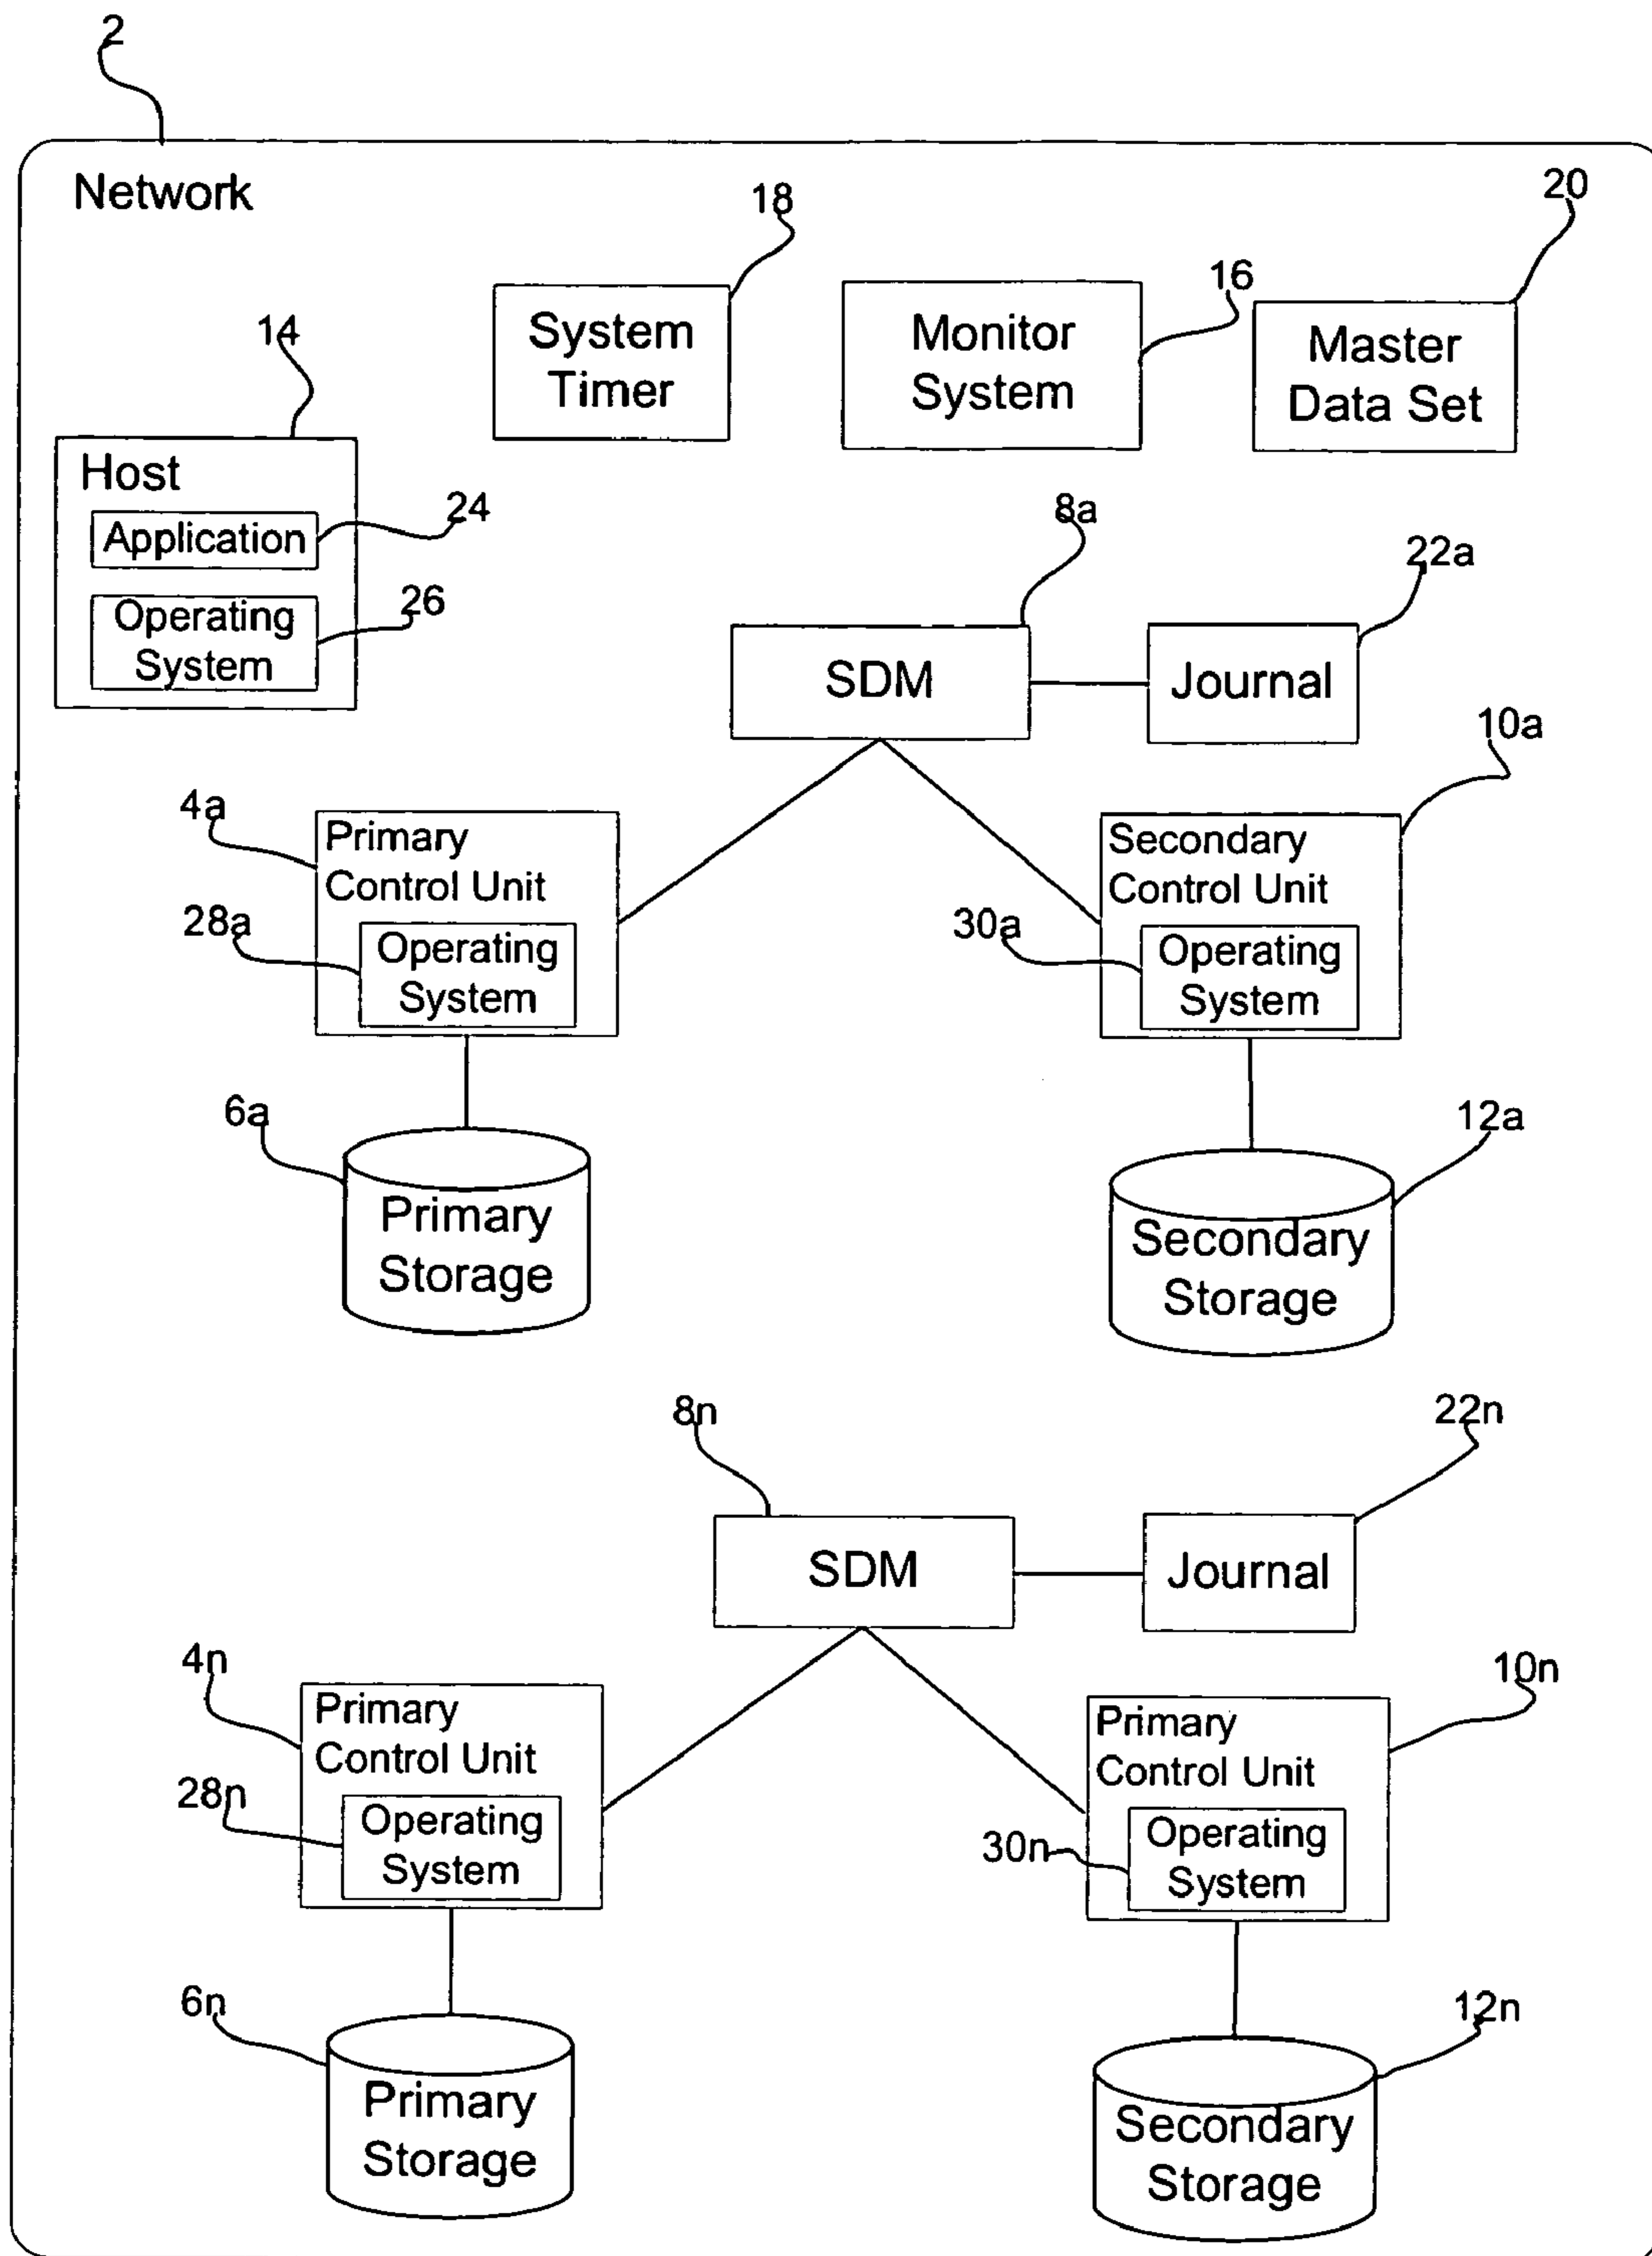 2
Network
18
20
System
Timer
16
Monitor
System
Master
Data Set
14
Host
24
Application
26
Operating
System
8a
22a
SDM
Journal
10a
4a
Primary
Control Unit
28a
Operating
System
Secondary
Control Unit
30a
Operating
System
6a
Primary
Storage
12a
Secondary
Storage
8n
22n
SDM
Journal
4n
Primary
Control Unit
28n
Operating
System
10n
Primary
Control Unit
30n
Operating
System
6n
Primary
Storage
12n
Secondary
Storage